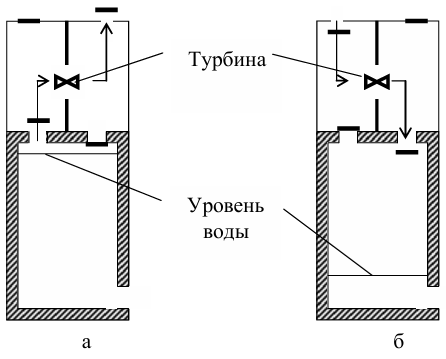 Турбина
Уровень
воды
а
б